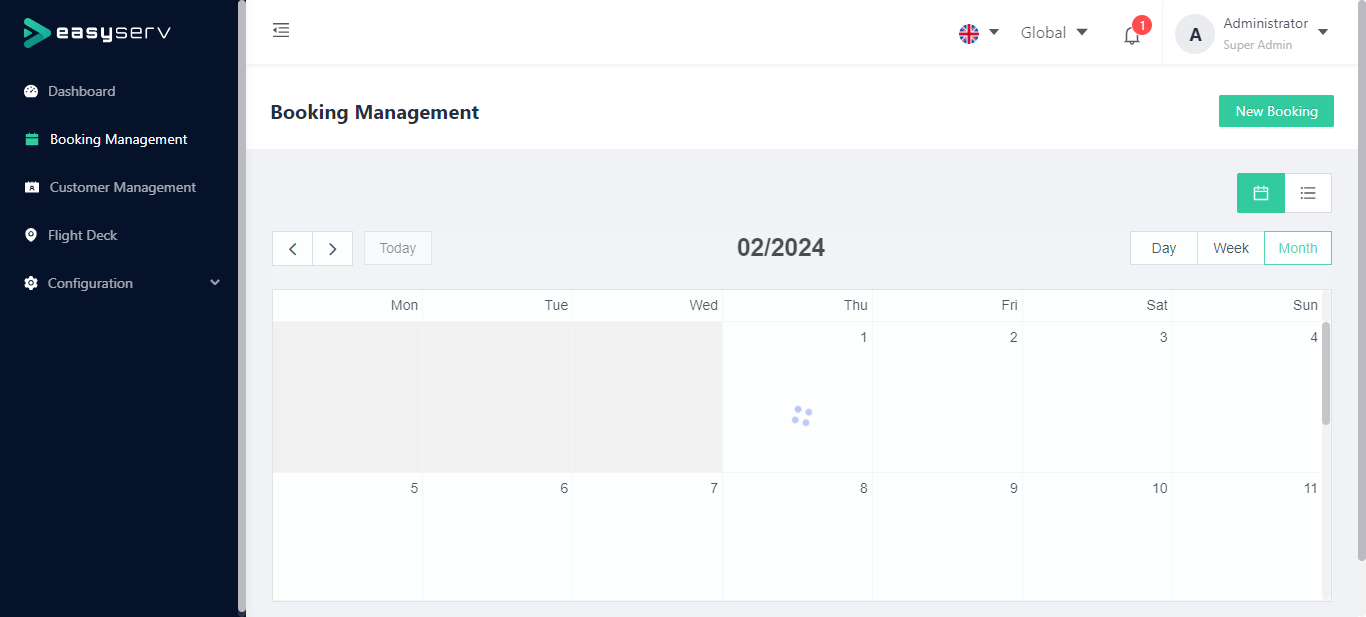 easyserv
Dashboard
Booking Management
Customer Management
Flight Deck
Configuration
Global
1
A
Administrator
Super Admin
Booking Management
New Booking
Today
02/2024
Day Week Month
Mon Tue Wed Thu Fri Sat Sun
1 2 3 4
5 6 7 8 9 10 11